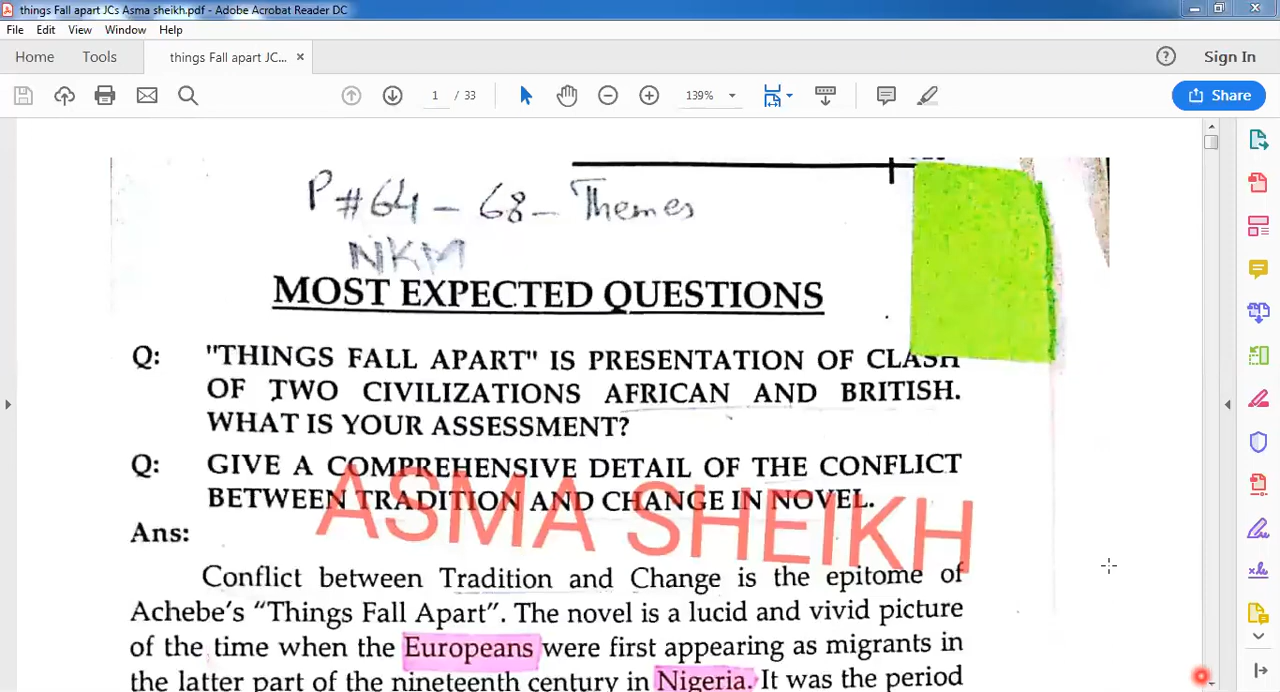 things Fall apart JCs Asma sheikh.pdf - Adobe Acrobat Reader DC
File Edit View Window Help
Home Tools things Fall apart JC... × Sign In
1 / 33 139% Share
P#64 - 68 - Themes
NKM
MOST EXPECTED QUESTIONS
Q: "THINGS FALL APART" IS PRESENTATION OF CLASH
OF TWO CIVILIZATIONS AFRICAN AND BRITISH.
WHAT IS YOUR ASSESSMENT?
Q: GIVE A COMPREHENSIVE DETAIL OF THE CONFLICT
BETWEEN TRADITION AND CHANGE IN NOVEL.
ASMA SHEIKH
Ans:
Conflict between Tradition and Change is the epitome of
Achebe's "Things Fall Apart". The novel is a lucid and vivid picture
of the time when the Europeans were first appearing as migrants in
the latter part of the nineteenth century in Nigeria. It was the period